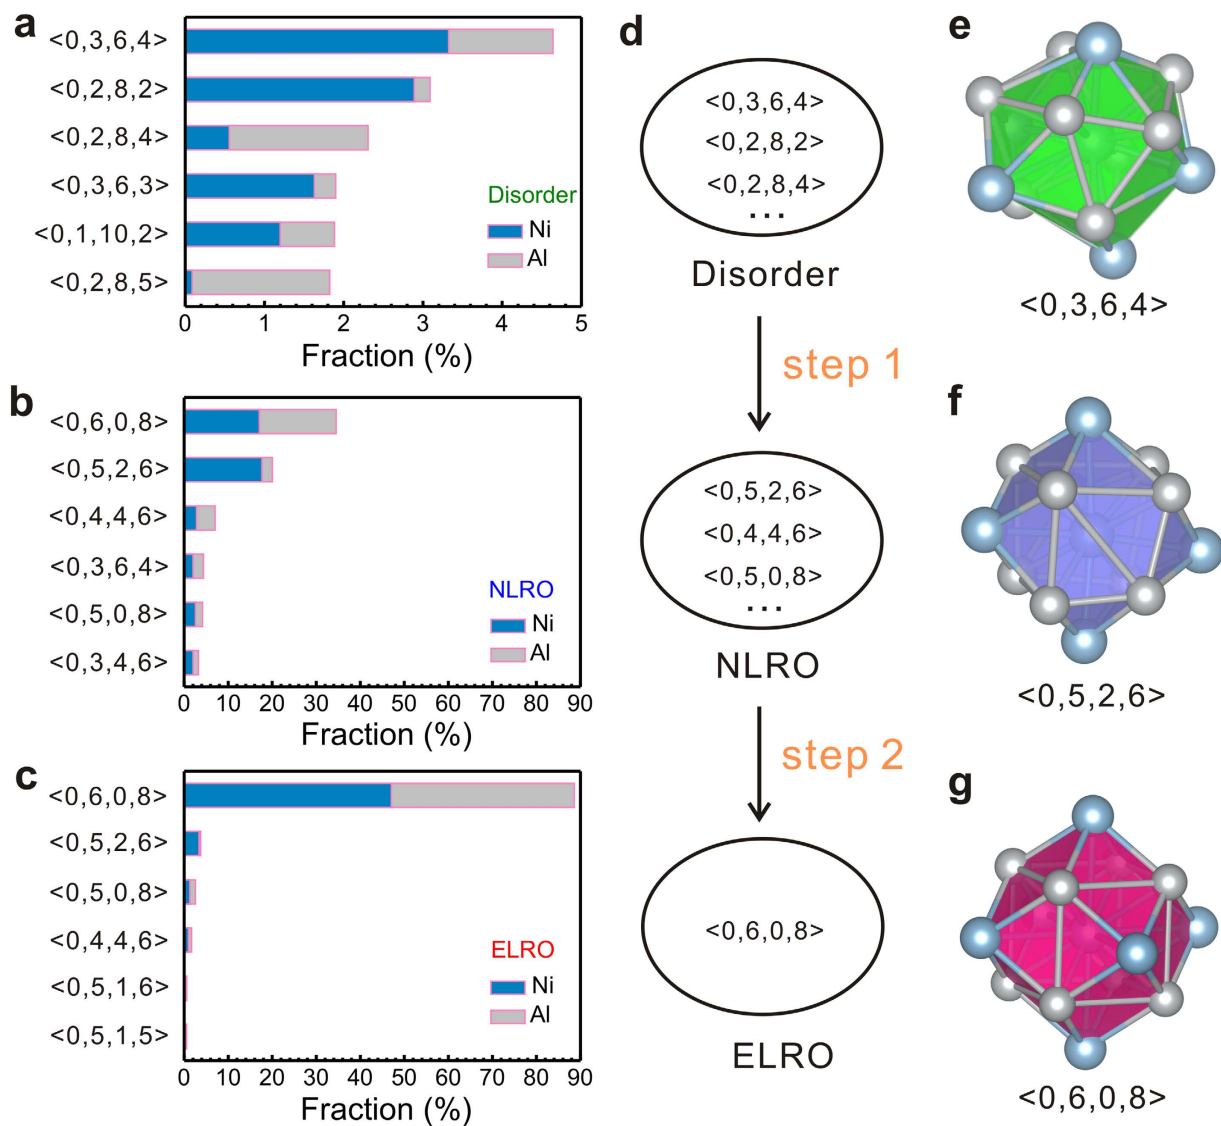 a
<0,3,6,4>
<0,2,8,2>
<0,2,8,4>
<0,3,6,3>
<0,1,10,2>
<0,2,8,5>
Disorder
Ni
Al
0 1 2 3 4 5
Fraction (%)
b
<0,6,0,8>
<0,5,2,6>
<0,4,4,6>
<0,3,6,4>
<0,5,0,8>
<0,3,4,6>
NLRO
Ni
Al
0 10 20 30 40 50 60 70 80 90
Fraction (%)
c
<0,6,0,8>
<0,5,2,6>
<0,5,0,8>
<0,4,4,6>
<0,5,1,6>
<0,5,1,5>
ELRO
Ni
Al
0 10 20 30 40 50 60 70 80 90
Fraction (%)
d
<0,3,6,4>
<0,2,8,2>
<0,2,8,4>
...
Disorder
step 1
<0,5,2,6>
<0,4,4,6>
<0,5,0,8>
...
NLRO
step 2
<0,6,0,8>
ELRO
e
<0,3,6,4>
f
<0,5,2,6>
g
<0,6,0,8>